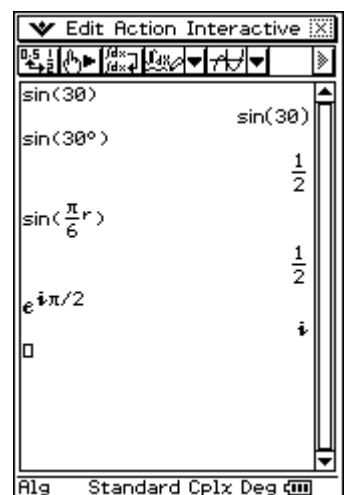 Edit Action Interactive
sin(30)
sin(30)
sin(30°)
1/2
sin(π/6 r)
1/2
e^iπ/2
i
Alg Standard Cplx Deg